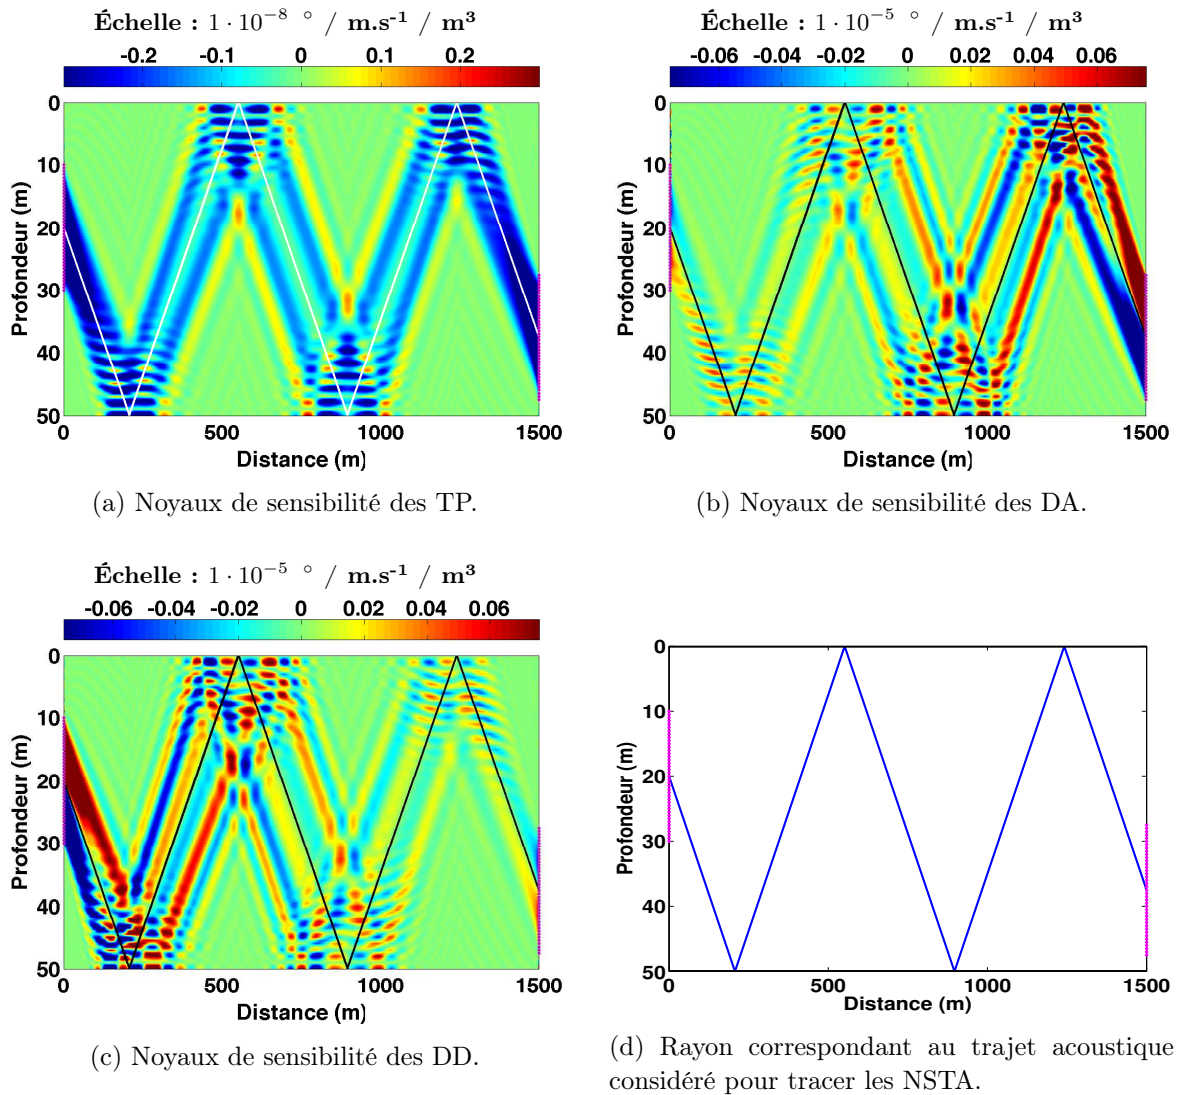 Échelle : 1 · 10⁻⁸ ° / m.s⁻¹ / m³
-0.2 -0.1 0 0.1 0.2
0
10
20
30
40
50
Profondeur (m)
0 500 1000 1500
Distance (m)
(a) Noyaux de sensibilité des TP.
Échelle : 1 · 10⁻⁵ ° / m.s⁻¹ / m³
-0.06 -0.04 -0.02 0 0.02 0.04 0.06
0
10
20
30
40
50
Profondeur (m)
0 500 1000 1500
Distance (m)
(b) Noyaux de sensibilité des DA.
Échelle : 1 · 10⁻⁵ ° / m.s⁻¹ / m³
-0.06 -0.04 -0.02 0 0.02 0.04 0.06
0
10
20
30
40
50
Profondeur (m)
0 500 1000 1500
Distance (m)
(c) Noyaux de sensibilité des DD.
0
10
20
30
40
50
Profondeur (m)
0 500 1000 1500
Distance (m)
(d) Rayon correspondant au trajet acoustique
considéré pour tracer les NSTA.